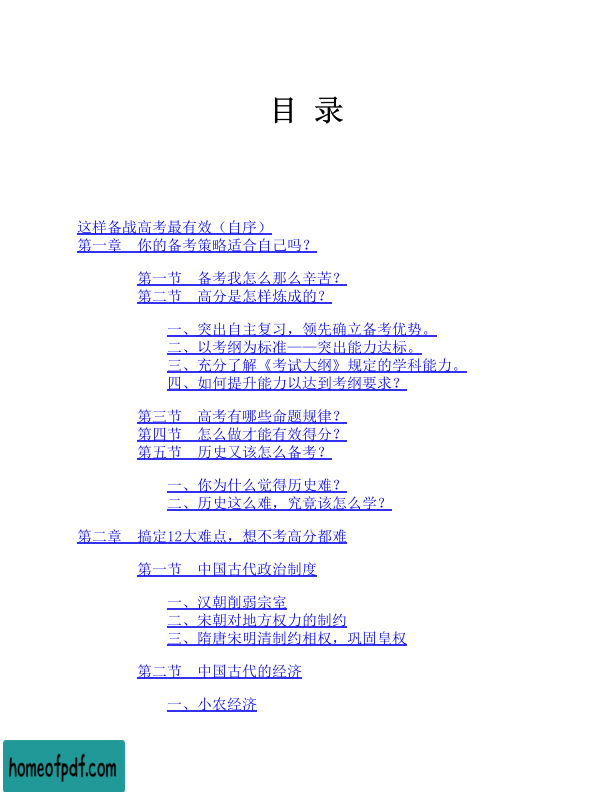 目 录
这样备战高考最有效（自序）
第一章　你的备考策略适合自己吗？
第一节　备考我怎么那么辛苦？
第二节　高分是怎样炼成的？
一、突出自主复习，领先确立备考优势。
二、以考纲为标准——突出能力达标。
三、充分了解《考试大纲》规定的学科能力。
四、如何提升能力以达到考纲要求？
第三节　高考有哪些命题规律？
第四节　怎么做才能有效得分？
第五节　历史又该怎么备考？
一、你为什么觉得历史难？
二、历史这么难，究竟该怎么学？
第二章　搞定12大难点，想不考高分都难
第一节　中国古代政治制度
一、汉朝削弱宗室
二、宋朝对地方权力的制约
三、隋唐宋明清制约相权，巩固皇权
第二节　中国古代的经济
一、小农经济
homeofpdf.com